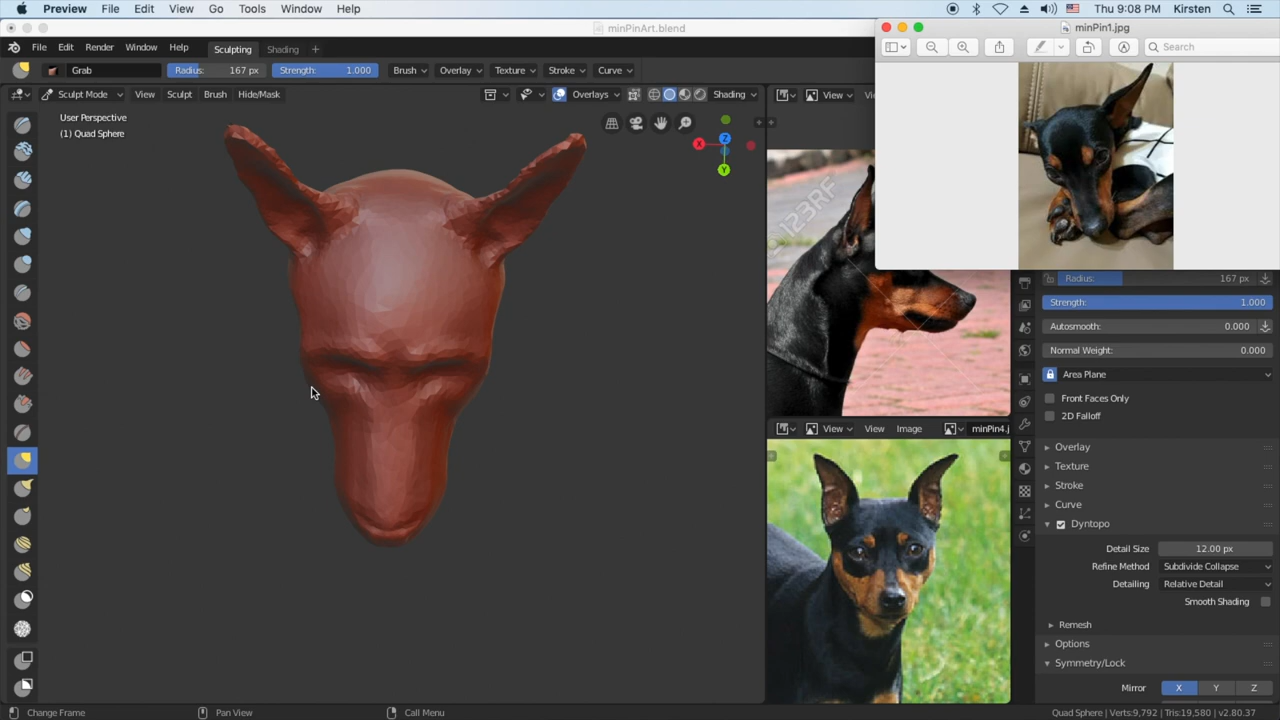 Preview File Edit View Go Tools Window Help Thu 9:08 PM Kirsten
minPinArt.blend
minPin1.jpg
Search
File Edit Render Window Help Sculpting Shading +
Grab Radius: 167 px Strength: 1.000 Brush Overlay Texture Stroke Curve
Sculpt Mode View Sculpt Brush Hide/Mask Overlays Shading View
User Perspective
(1) Quad Sphere
X Z Y
123RF
Radius: 167 px
Strength: 1.000
Autosmooth: 0.000
Normal Weight: 0.000
Area Plane
Front Faces Only
2D Falloff
View View Image minPin4.j
Overlay
Texture
Stroke
Curve
Dyntopo
Detail Size 12.00 px
Refine Method Subdivide Collapse
Detailing Relative Detail
Smooth Shading
Remesh
Options
Symmetry/Lock
Mirror X Y Z
Change Frame Pan View Call Menu Quad Sphere | Verts:9,792 | Tris:19,580 | v2.80.37